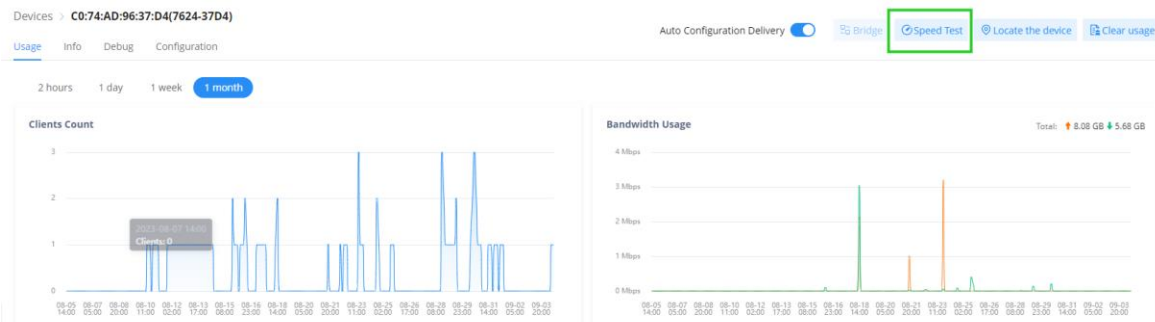 Devices > C0:74:AD:96:37:D4(7624-37D4)
Auto Configuration Delivery Bridge Speed Test Locate the device Clear usage
Usage Info Debug Configuration
2 hours 1 day 1 week 1 month
Clients Count
3
2
1
0
2023-08-07 14:00
Clients: 0
08-05 14:00 08-07 05:00 08-08 20:00 08-10 11:00 08-12 02:00 08-13 17:00 08-15 08:00 08-16 23:00 08-18 14:00 08-20 05:00 08-21 20:00 08-23 11:00 08-25 02:00 08-26 17:00 08-28 08:00 08-29 23:00 08-31 14:00 09-02 05:00 09-03 20:00
Bandwidth Usage
Total: 8.08 GB 5.68 GB
4 Mbps
3 Mbps
2 Mbps
1 Mbps
0 Mbps
08-05 14:00 08-07 05:00 08-08 20:00 08-10 11:00 08-12 02:00 08-13 17:00 08-15 08:00 08-16 23:00 08-18 14:00 08-20 05:00 08-21 20:00 08-23 11:00 08-25 02:00 08-26 17:00 08-28 08:00 08-29 23:00 08-31 14:00 09-02 05:00 09-03 20:00